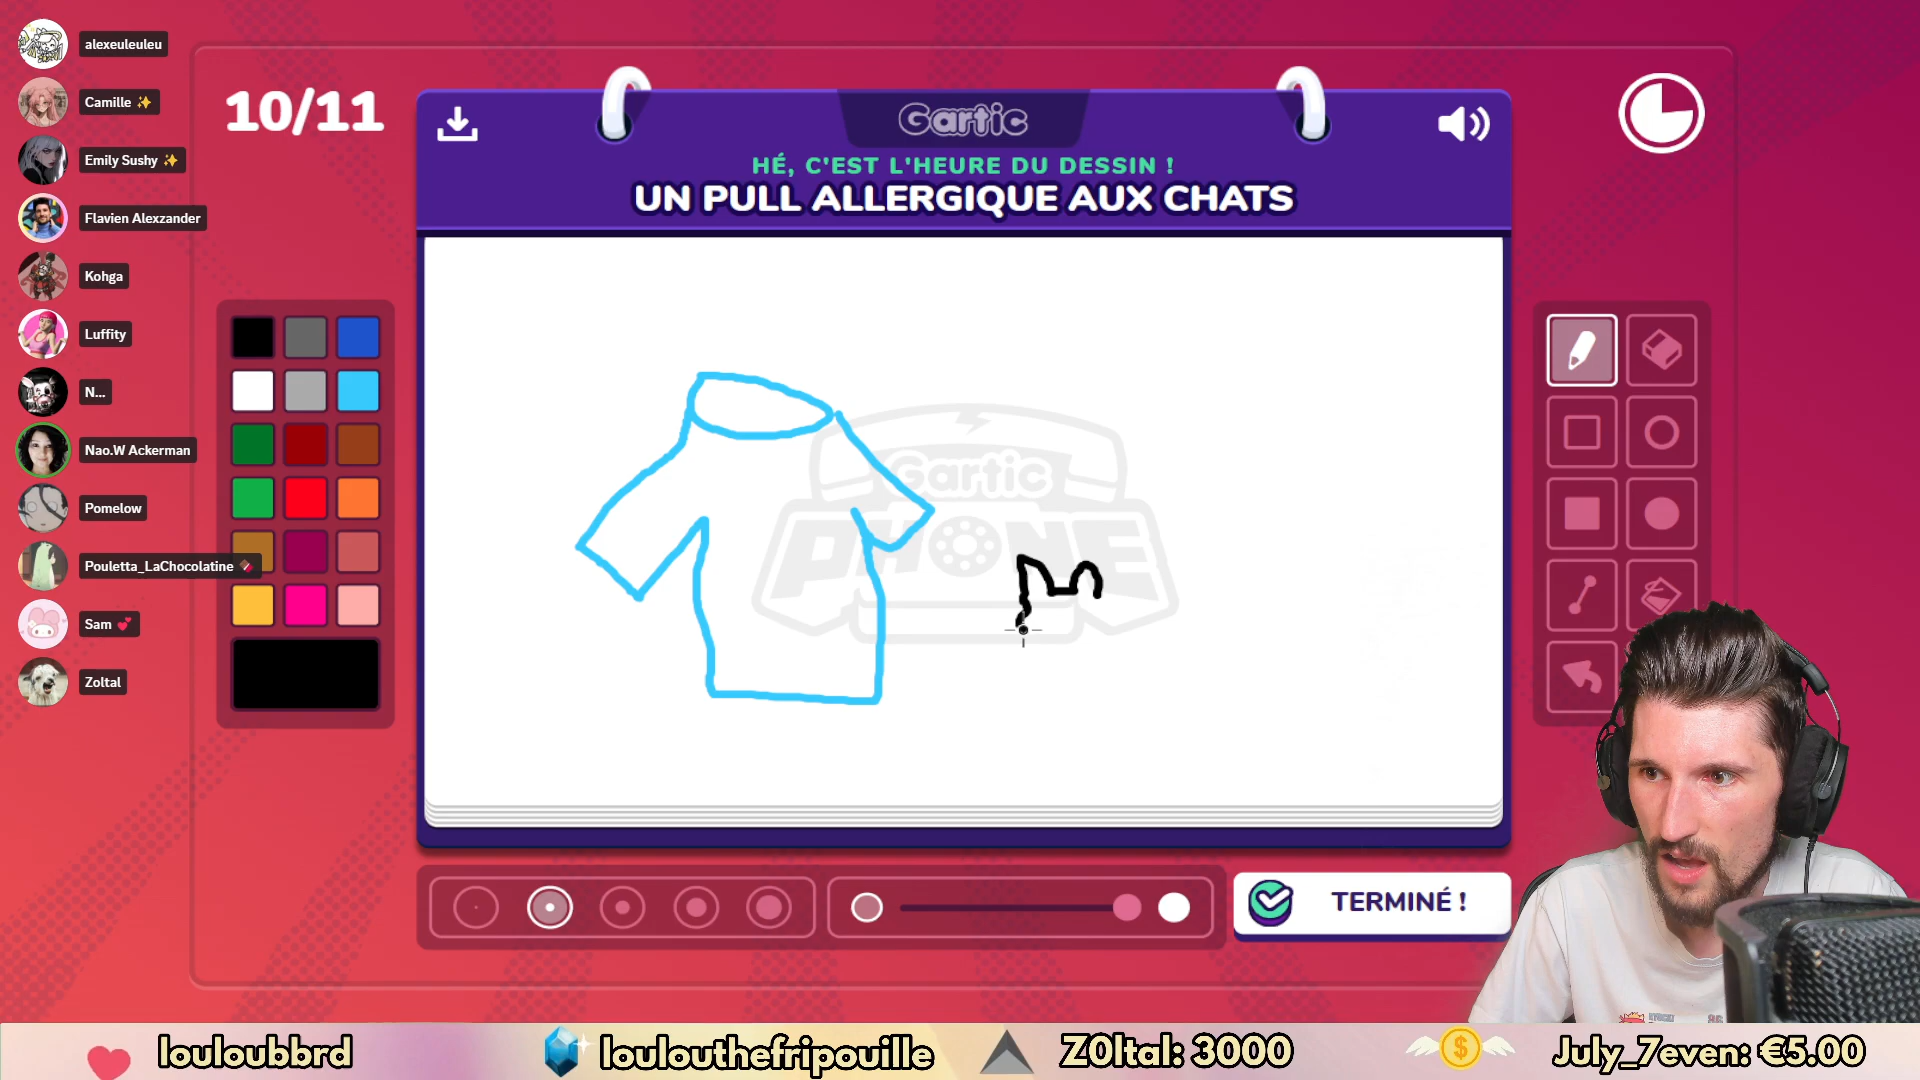 alexeuleuleu
Camille ✨
Emily Sushy ✨
Flavien Alexzander
Kohga
Luffity
N...
Nao.W Ackerman
Pomelow
Pouletta_LaChocolatine
Sam 💕
Zoltal
10/11
Gartic
HÉ, C'EST L'HEURE DU DESSIN !
UN PULL ALLERGIQUE AUX CHATS
Gartic
PHONE
TERMINÉ !
louloubbrd
loulouthefripouille
Z0ltal: 3000
July_7even: €5.00